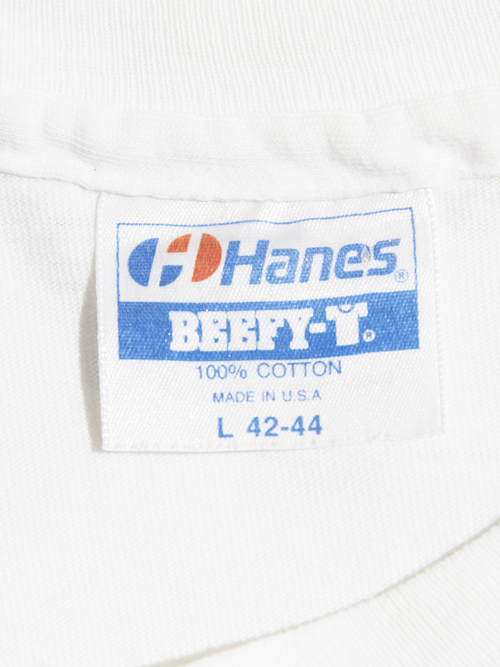 Hanes®
BEEFY-T®
100% COTTON
MADE IN U.S.A.
L 42-44